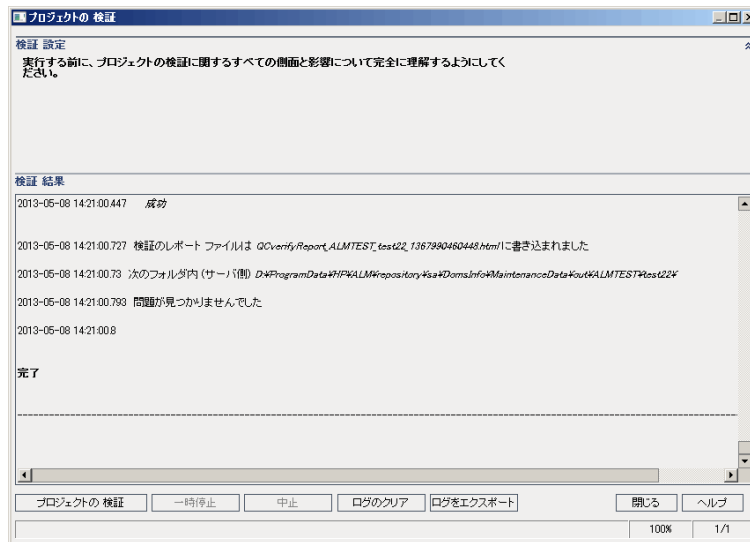 プロジェクトの 検証
検証 設定
実行する前に、プロジェクトの検証に関するすべての側面と影響について完全に理解するようにしてく
ださい。
検証 結果
2013-05-08 14:21:00.447 成功
2013-05-08 14:21:00.727 検証のレポート ファイルは QCverifyReport_ALMTEST_test22_1367990460448.htmlに書き込まれました
2013-05-08 14:21:00.73 次のフォルダ内 (サーバ側) D:¥ProgramData¥HP¥ALM¥repository¥sa¥DomsInfo¥MaintenanceData¥out¥ALMTEST¥test22¥
2013-05-08 14:21:00.793 問題が見つかりませんでした
2013-05-08 14:21:00.8
完了
プロジェクトの 検証 一時停止 中止 ログのクリア ログをエクスポート 閉じる ヘルプ
100% 1/1